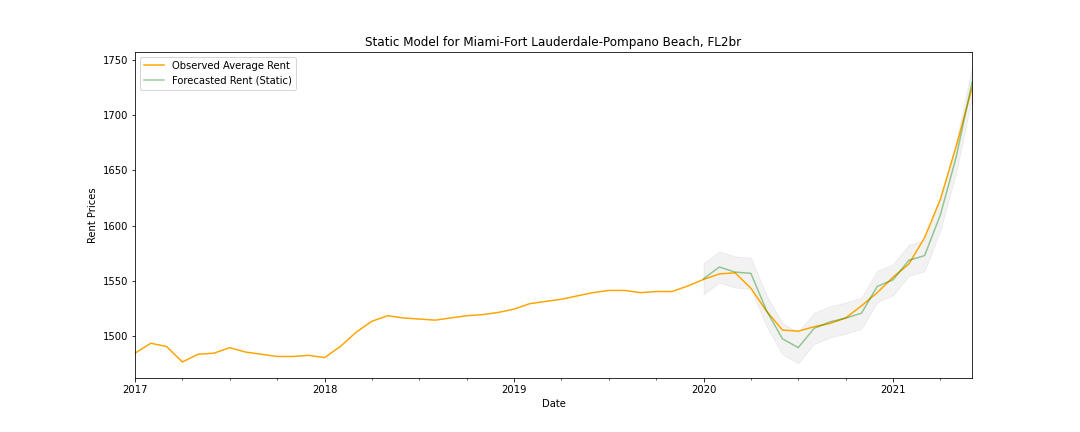 Static Model for Miami-Fort Lauderdale-Pompano Beach, FL2br
Observed Average Rent
Forecasted Rent (Static)
1750
1700
1650
1600
1550
1500
Rent Prices
2017
2018
2019
2020
2021
Date